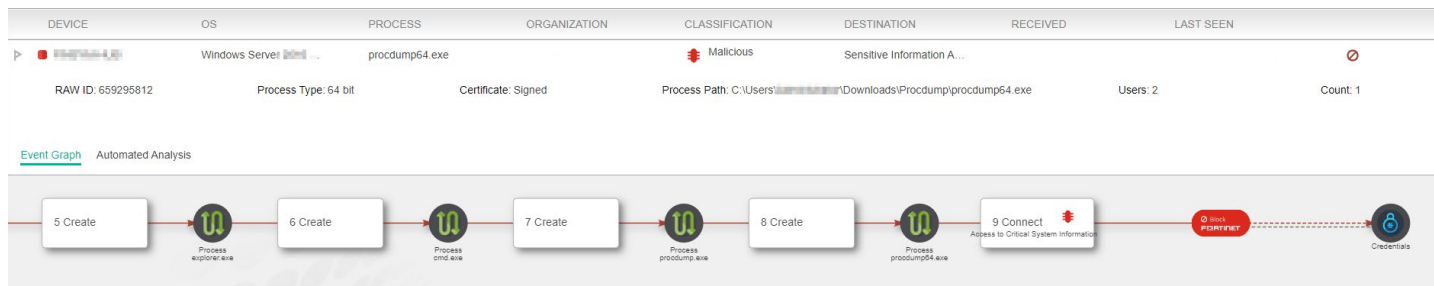 DEVICE OS PROCESS ORGANIZATION CLASSIFICATION DESTINATION RECEIVED LAST SEEN
Windows Server ... procdump64.exe Malicious Sensitive Information A...
RAW ID: 659295812 Process Type: 64 bit Certificate: Signed Process Path: C:\Users\ \Downloads\Procdump\procdump64.exe Users: 2 Count: 1
Event Graph Automated Analysis
5 Create 6 Create 7 Create 8 Create 9 Connect Block
Access to Critical System Information FORTINET
Process Process Process Process Credentials
explorer.exe cmd.exe procdump.exe procdump64.exe